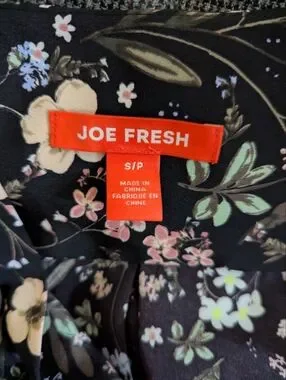 JOE FRESH
S/P
MADE IN
CHINA
FABRIQUÉ EN
CHINE